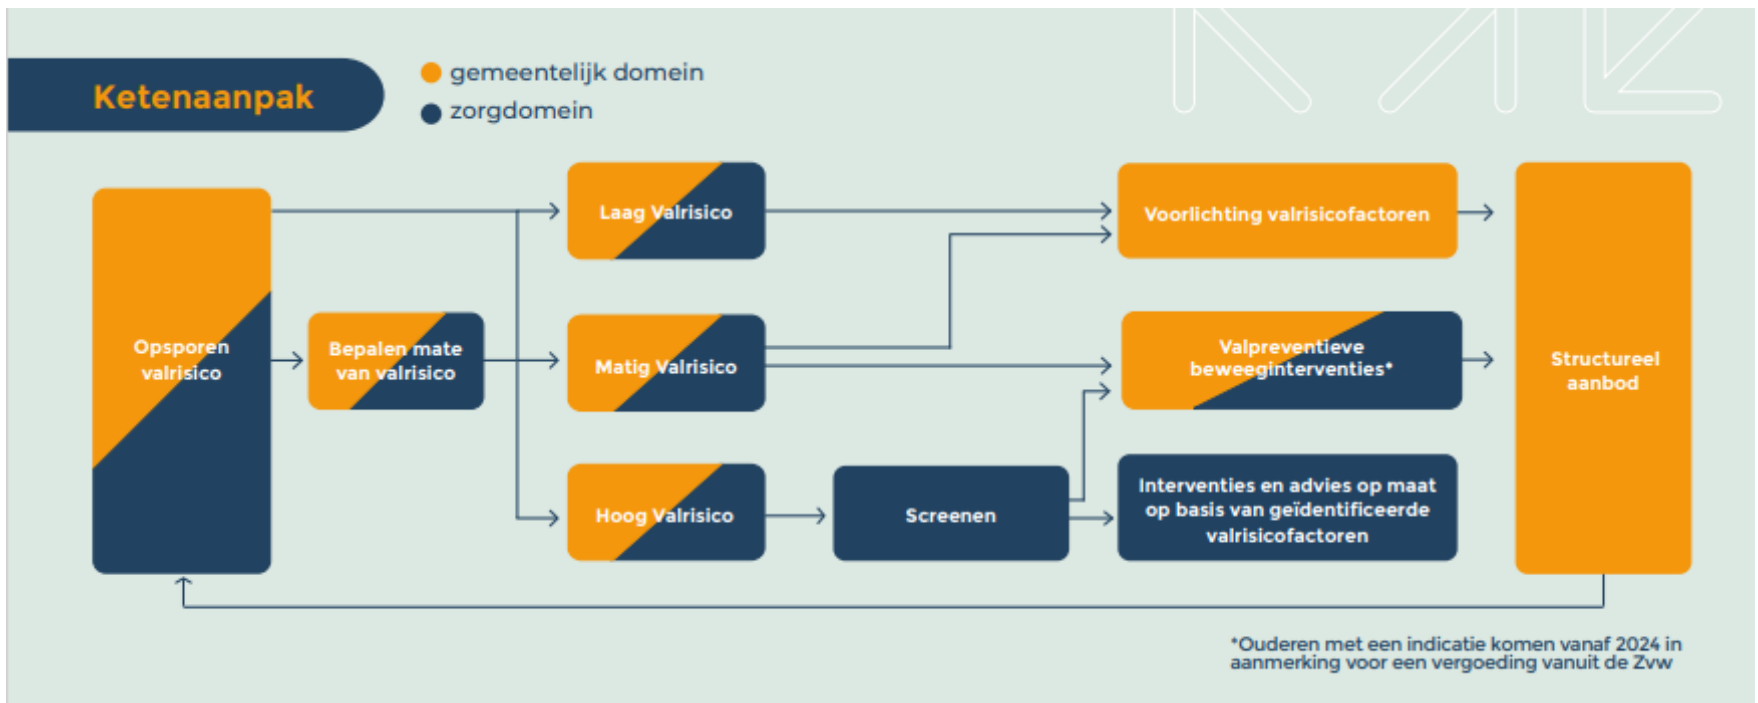 Ketenaanpak
gemeentelijk domein
zorgdomein
Opsporen
valrisico
Bepalen mate
van valrisico
Laag Valrisico
Matig Valrisico
Hoog Valrisico
Screenen
Voorlichting valrisicofactoren
Valpreventieve
beweeginterventies*
Interventies en advies op maat
op basis van geïdentificeerde
valrisicofactoren
Structureel
aanbod
*Ouderen met een indicatie komen vanaf 2024 in
aanmerking voor een vergoeding vanuit de Zvw